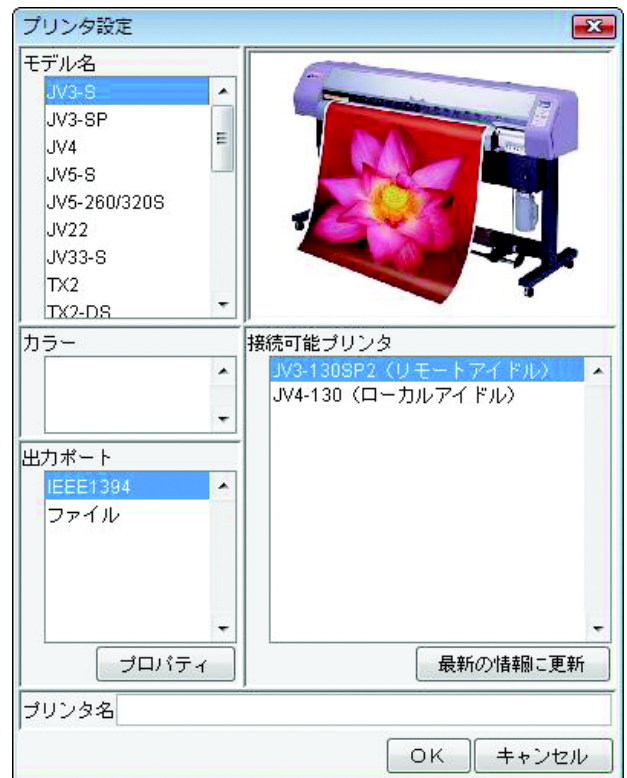 プリンタ設定
モデル名
JV3-S
JV3-SP
JV4
JV5-S
JV5-260/320S
JV22
JV33-S
TX2
TX2-DS
カラー
接続可能プリンタ
JV3-130SP2（リモートアイドル）
JV4-130（ローカルアイドル）
出力ポート
IEEE1394
ファイル
プロパティ
最新の情報に更新
プリンタ名
OK
キャンセル